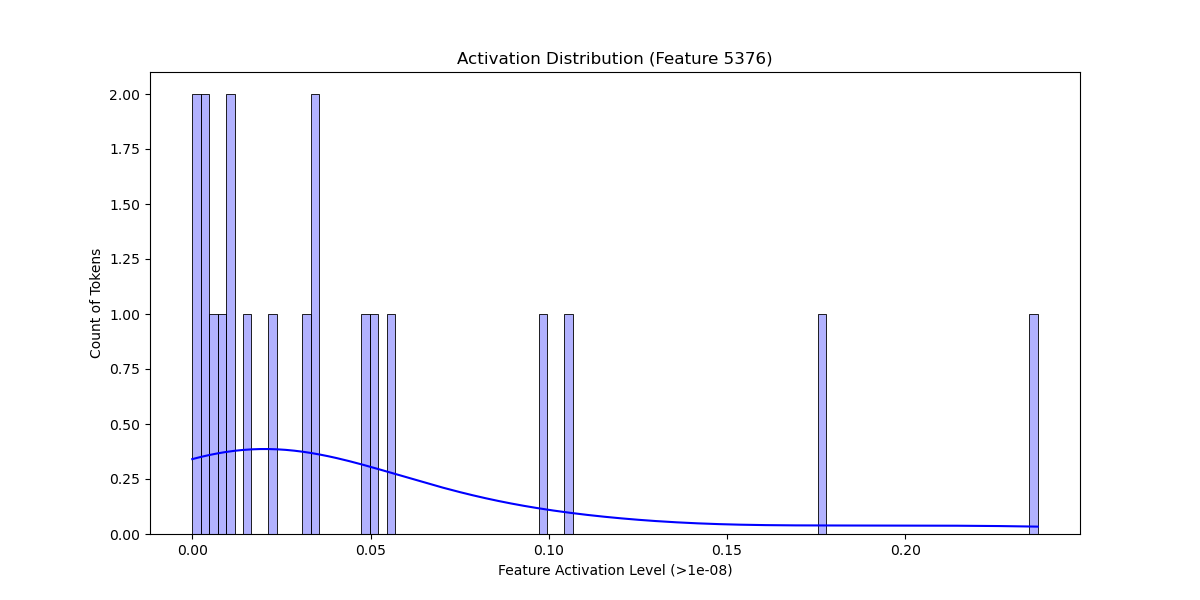 Activation Distribution (Feature 5376)
Count of Tokens
2.00
1.75
1.50
1.25
1.00
0.75
0.50
0.25
0.00
0.00 0.05 0.10 0.15 0.20
Feature Activation Level (>1e-08)